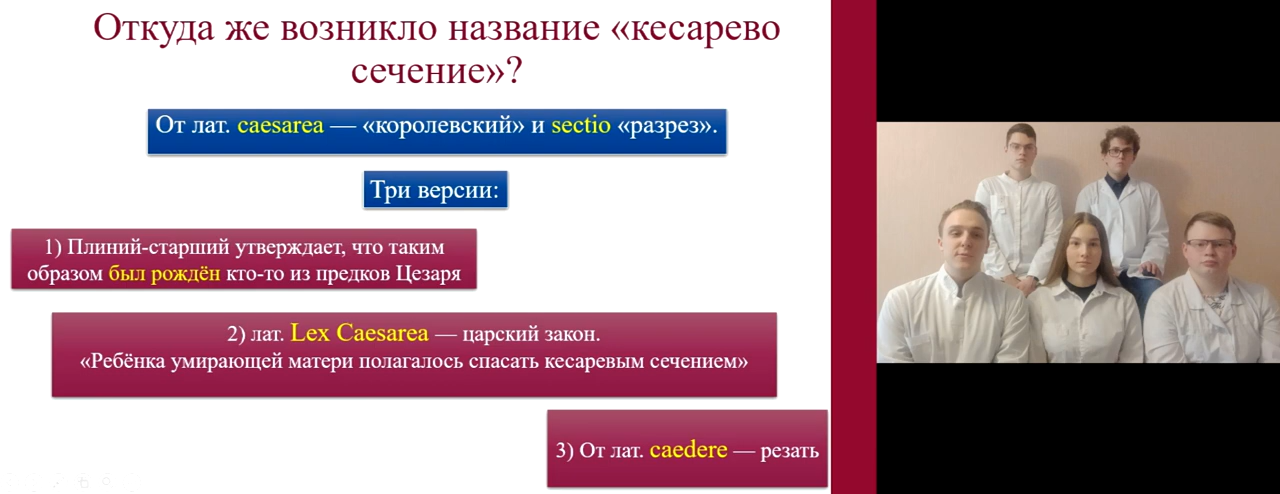 Откуда же возникло название «кесарево
сечение»?
От лат. caesarea — «королевский» и sectio «разрез».
Три версии:
1) Плиний-старший утверждает, что таким
образом был рождён кто-то из предков Цезаря
2) лат. Lex Caesarea — царский закон.
«Ребёнка умирающей матери полагалось спасать кесаревым сечением»
3) От лат. caedere — резать